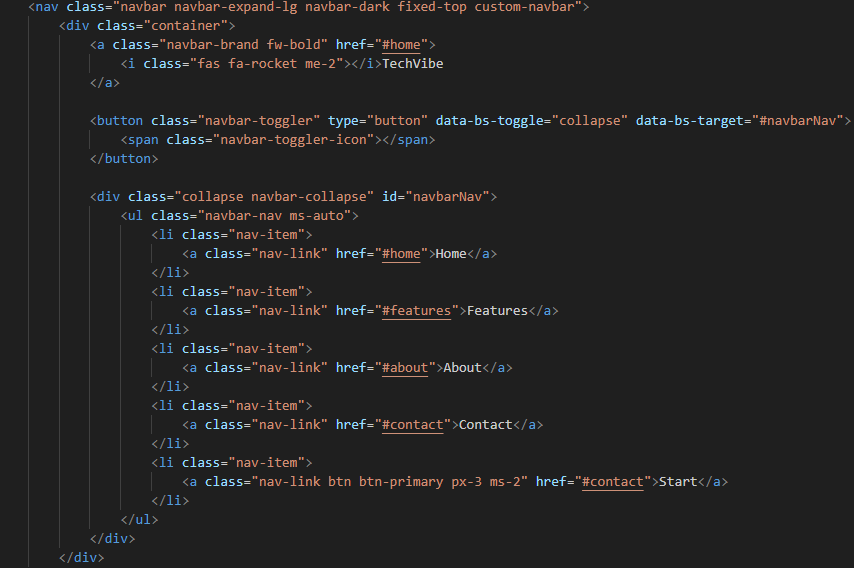 <nav class="navbar navbar-expand-lg navbar-dark fixed-top custom-navbar">
<div class="container">
<a class="navbar-brand fw-bold" href="#home">
<i class="fas fa-rocket me-2"></i>TechVibe
</a>
<button class="navbar-toggler" type="button" data-bs-toggle="collapse" data-bs-target="#navbarNav">
<span class="navbar-toggler-icon"></span>
</button>
<div class="collapse navbar-collapse" id="navbarNav">
<ul class="navbar-nav ms-auto">
<li class="nav-item">
<a class="nav-link" href="#home">Home</a>
</li>
<li class="nav-item">
<a class="nav-link" href="#features">Features</a>
</li>
<li class="nav-item">
<a class="nav-link" href="#about">About</a>
</li>
<li class="nav-item">
<a class="nav-link" href="#contact">Contact</a>
</li>
<li class="nav-item">
<a class="nav-link btn btn-primary px-3 ms-2" href="#contact">Start</a>
</li>
</ul>
</div>
</div>